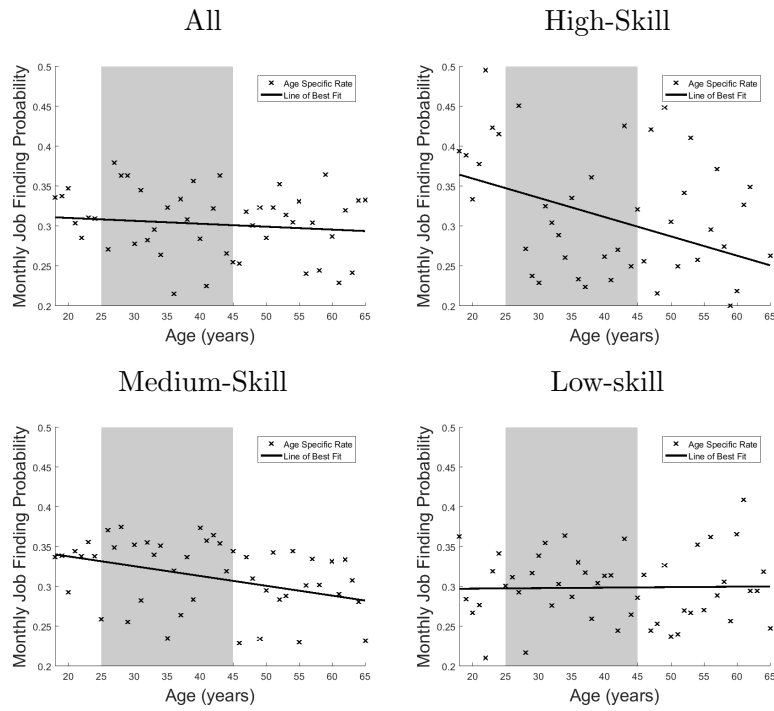 All
High-Skill
Monthly Job Finding Probability
0.5
0.45
0.4
0.35
0.3
0.25
0.2
Age Specific Rate
Line of Best Fit
20 25 30 35 40 45 50 55 60 65
Age (years)
Monthly Job Finding Probability
0.5
0.45
0.4
0.35
0.3
0.25
0.2
Age Specific Rate
Line of Best Fit
20 25 30 35 40 45 50 55 60 65
Age (years)
Medium-Skill
Low-skill
Monthly Job Finding Probability
0.5
0.45
0.4
0.35
0.3
0.25
0.2
Age Specific Rate
Line of Best Fit
20 25 30 35 40 45 50 55 60 65
Age (years)
Monthly Job Finding Probability
0.5
0.45
0.4
0.35
0.3
0.25
0.2
Age Specific Rate
Line of Best Fit
20 25 30 35 40 45 50 55 60 65
Age (years)